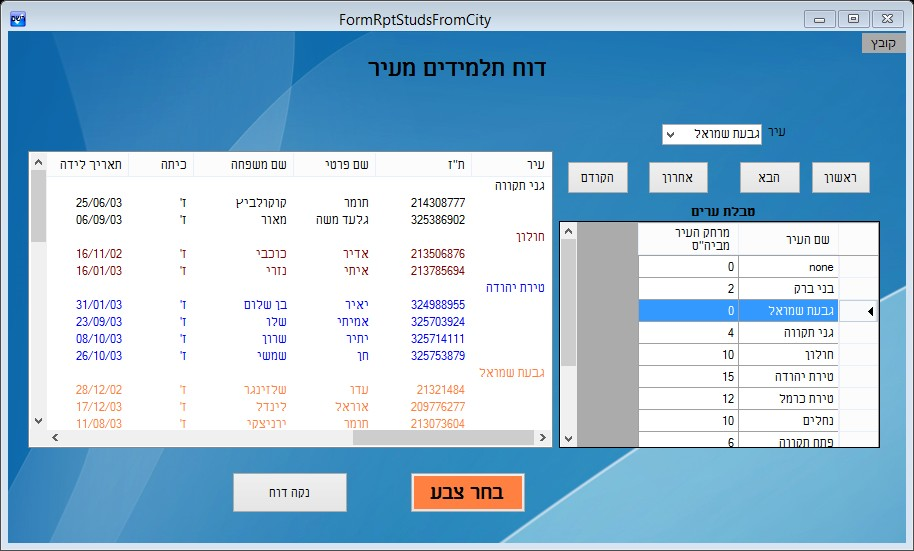 FormRptStudsFromCity
קובץ
דוח תלמידים מעיר
עיר גבעת שמואל
ראשון הבא אחרון הקודם
טבלת ערים
שם העיר מרחק העיר מביה"ס
none 0
בני ברק 2
גבעת שמואל 0
גני תקווה 4
חולון 10
טירת יהודה 15
טירת כרמל 12
נחלים 10
פתח תקווה 6
עיר ת"ז שם פרטי שם משפחה כיתה תאריך לידה
גני תקווה
214308777 תומר קוקולביץ ד' 25/06/03
325386902 גלעד משה מאור ד' 06/09/03
חולון
213506876 אדיר כוכבי ד' 16/11/02
213785694 איתי נזרי ד' 16/01/03
טירת יהודה
324988955 יאיר בן שלום ד' 31/01/03
325703924 אמיתי שלו ד' 23/09/03
325714111 יתיר שרון ד' 08/10/03
325753879 חן שמשי ד' 26/10/03
גבעת שמואל
21321484 עדו שלזינגר ד' 28/12/02
209776277 אוראל לינדל ד' 17/12/03
213073604 תומר ירניצקי ד' 11/08/03
בחר צבע
נקה דוח